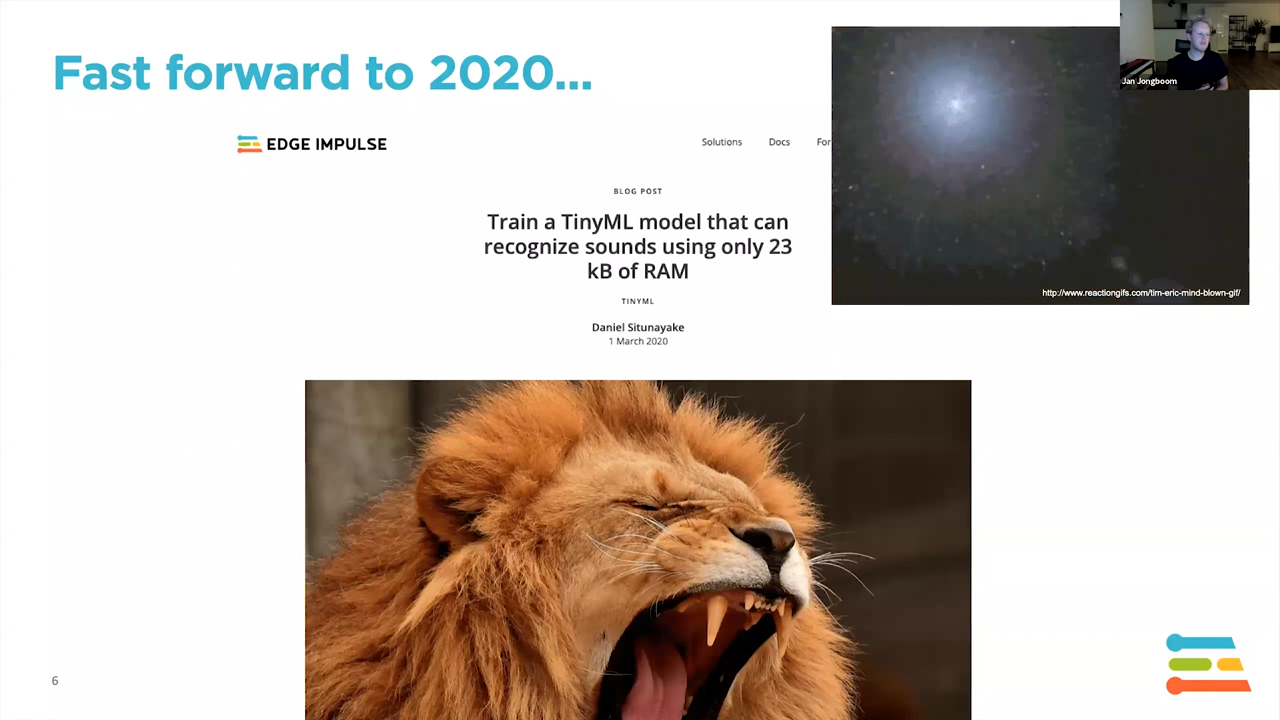 Fast forward to 2020...
Jan Jongboom
EDGE IMPULSE
Solutions Docs For
BLOG POST
Train a TinyML model that can
recognize sounds using only 23
kB of RAM
http://www.reactiongifs.com/tim-eric-mind-blown-gif/
TINYML
Daniel Situnayake
1 March 2020
6